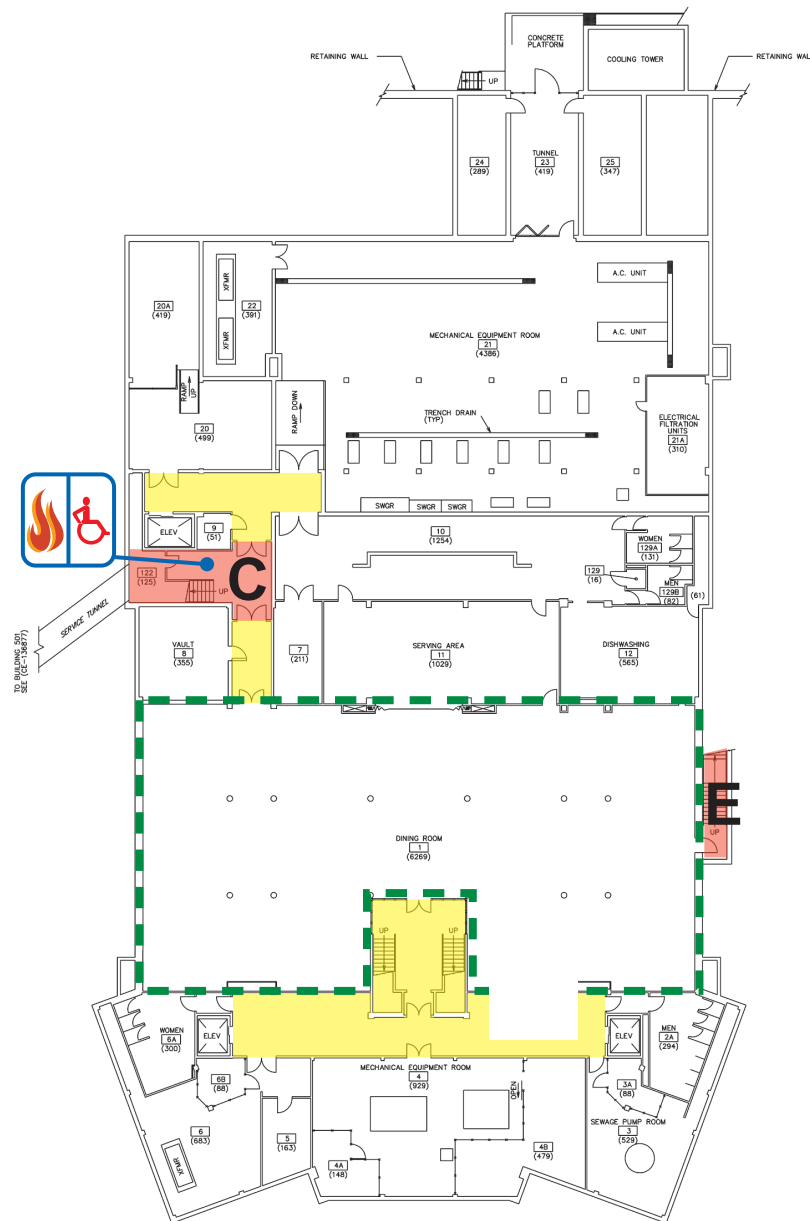 CONCRETE
PLATFORM
COOLING TOWER
RETAINING WALL
RETAINING WAL
UP
TUNNEL
23
(419)
24
(289)
25
(347)
20A
(419)
XFMR
XFMR
22
(391)
A.C. UNIT
A.C. UNIT
MECHANICAL EQUIPMENT ROOM
21
(4386)
RAMP
UP
RAMP DOWN
TRENCH DRAIN
(TYP)
ELECTRICAL
FILTRATION
UNITS
21A
(310)
20
(499)
SWGR
SWGR
SWGR
ELEV
9
(51)
10
(1254)
WOMEN
129A
(131)
129
(16)
MEN
129B
(82)
(61)
122
(125)
UP
C
SERVICE TUNNEL
TO BUILDING 501
SEE (CE-136877)
VAULT
8
(355)
7
(211)
SERVING AREA
11
(1029)
DISHWASHING
12
(565)
DINING ROOM
1
(6269)
E
UP
UP
UP
WOMEN
6A
(300)
ELEV
ELEV
MEN
2A
(294)
MECHANICAL EQUIPMENT ROOM
4
(929)
6B
(88)
3A
(88)
OPEN
SEWAGE PUMP ROOM
3
(529)
6
(683)
5
(163)
4B
(479)
4A
(148)
XFMR